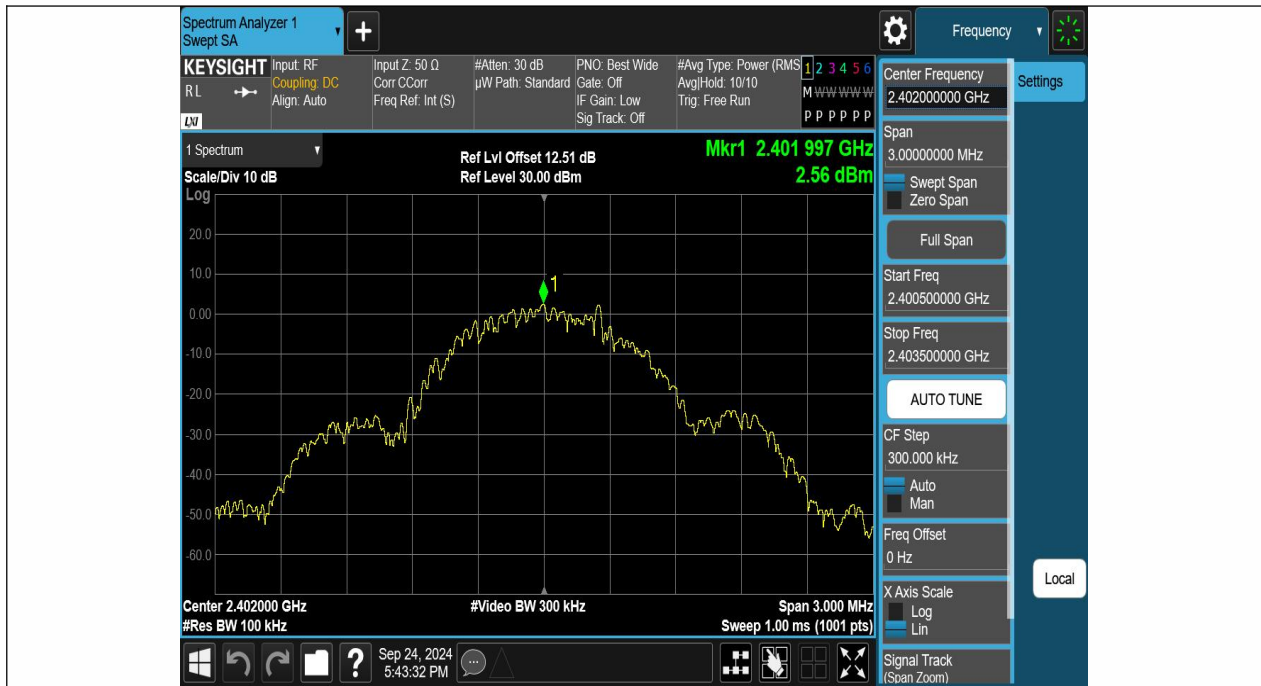 Spectrum Analyzer 1
Swept SA
Frequency
KEYSIGHT
R L
LXI
Input: RF
Coupling: DC
Align: Auto
Input Z: 50 Ω
Corr CCorr
Freq Ref: Int (S)
#Atten: 30 dB
µW Path: Standard
PNO: Best Wide
Gate: Off
IF Gain: Low
Sig Track: Off
#Avg Type: Power (RMS
Avg|Hold: 10/10
Trig: Free Run
1 2 3 4 5 6
M W W W W W
P P P P P P
1 Spectrum
Scale/Div 10 dB
Log
Ref Lvl Offset 12.51 dB
Ref Level 30.00 dBm
Mkr1 2.401 997 GHz
2.56 dBm
20.0
10.0
0.00
-10.0
-20.0
-30.0
-40.0
-50.0
-60.0
1
Center 2.402000 GHz
#Res BW 100 kHz
#Video BW 300 kHz
Span 3.000 MHz
Sweep 1.00 ms (1001 pts)
?
Sep 24, 2024
5:43:32 PM
Center Frequency
2.402000000 GHz
Span
3.00000000 MHz
Swept Span
Zero Span
Full Span
Start Freq
2.400500000 GHz
Stop Freq
2.403500000 GHz
AUTO TUNE
CF Step
300.000 kHz
Auto
Man
Freq Offset
0 Hz
X Axis Scale
Log
Lin
Signal Track
(Span Zoom)
Settings
Local